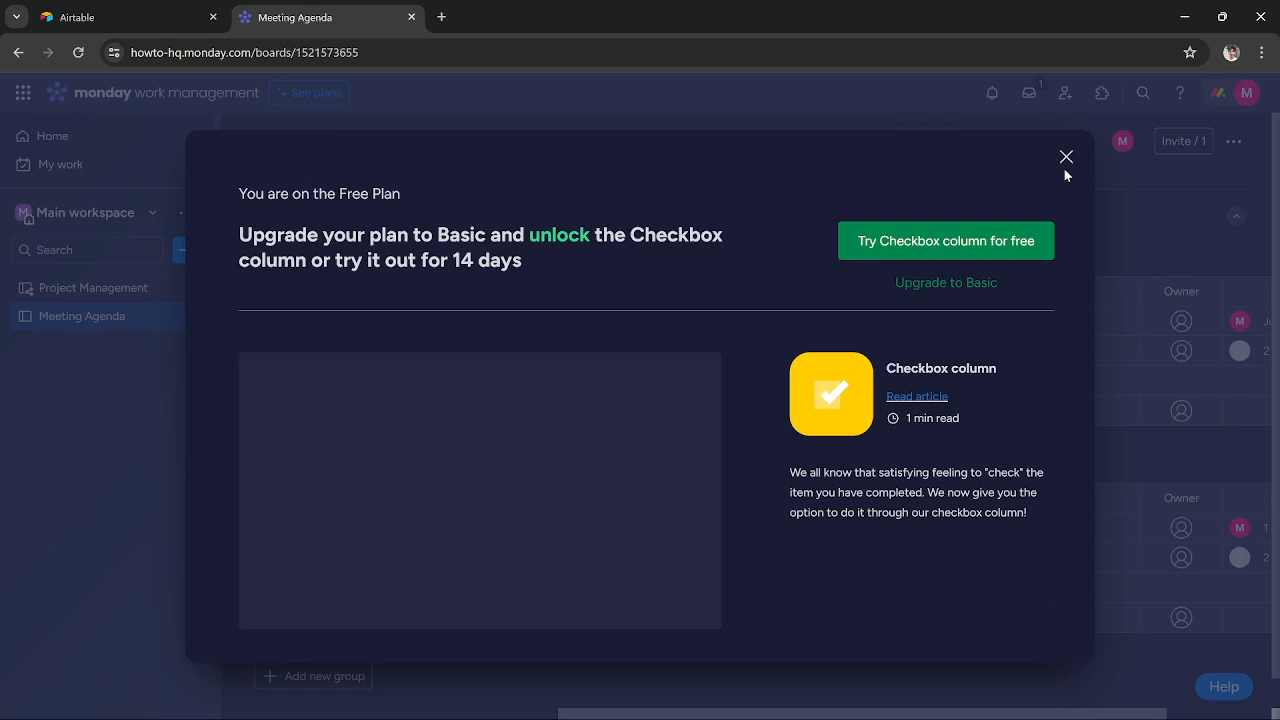 Airtable
Meeting Agenda
howto-hq.monday.com/boards/1521573655
monday work management
See plans
1
M
Home
My work
M
Invite / 1
You are on the Free Plan
M Main workspace
Upgrade your plan to Basic and unlock the Checkbox
column or try it out for 14 days
Try Checkbox column for free
Search
Upgrade to Basic
Project Management
Owner
Meeting Agenda
M
2
Checkbox column
Read article
1 min read
We all know that satisfying feeling to "check" the
item you have completed. We now give you the
option to do it through our checkbox column!
Owner
M 1
2
Add new group
Help